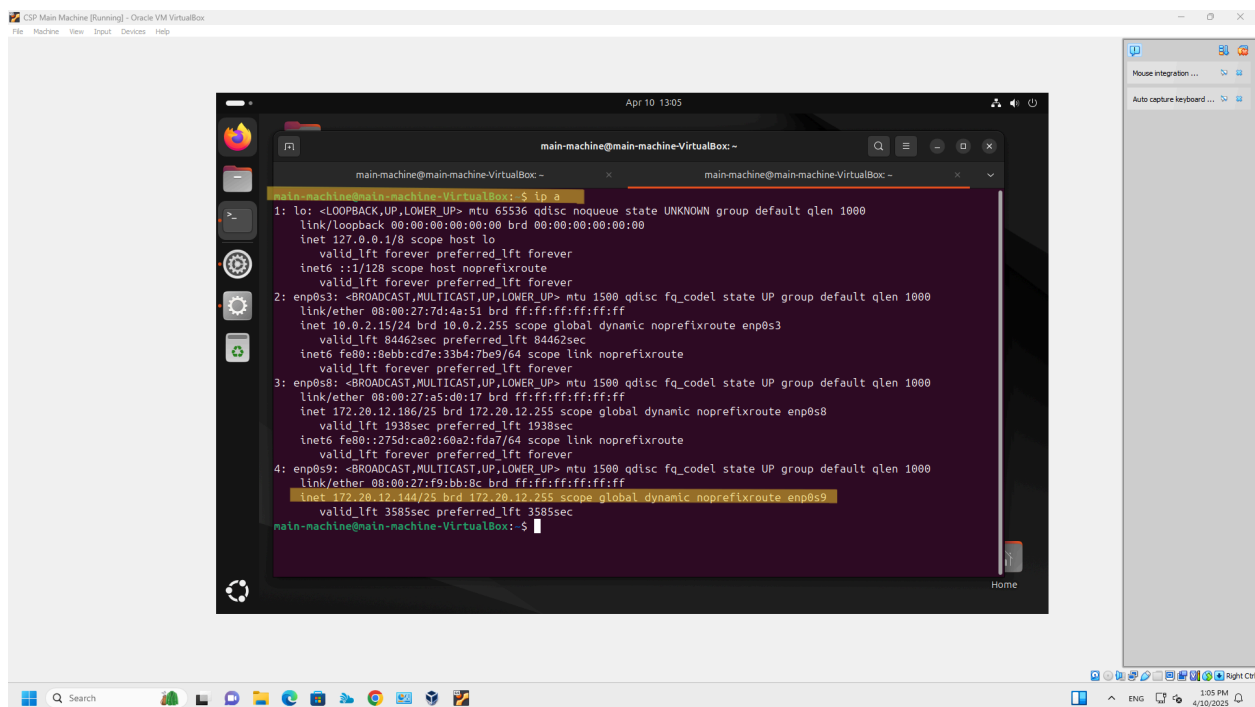 CSP Main Machine [Running] - Oracle VM VirtualBox
File Machine View Input Devices Help
Mouse integration ...
Auto capture keyboard ...
Apr 10 13:05
main-machine@main-machine-VirtualBox: ~
main-machine@main-machine-VirtualBox: ~ × main-machine@main-machine-VirtualBox: ~ ×
main-machine@main-machine-VirtualBox:~$ ip a
1: lo: <LOOPBACK,UP,LOWER_UP> mtu 65536 qdisc noqueue state UNKNOWN group default qlen 1000
link/loopback 00:00:00:00:00:00 brd 00:00:00:00:00:00
inet 127.0.0.1/8 scope host lo
valid_lft forever preferred_lft forever
inet6 ::1/128 scope host noprefixroute
valid_lft forever preferred_lft forever
2: enp0s3: <BROADCAST,MULTICAST,UP,LOWER_UP> mtu 1500 qdisc fq_codel state UP group default qlen 1000
link/ether 08:00:27:7d:4a:51 brd ff:ff:ff:ff:ff:ff
inet 10.0.2.15/24 brd 10.0.2.255 scope global dynamic noprefixroute enp0s3
valid_lft 84462sec preferred_lft 84462sec
inet6 fe80::8ebb:cd7e:33b4:7be9/64 scope link noprefixroute
valid_lft forever preferred_lft forever
3: enp0s8: <BROADCAST,MULTICAST,UP,LOWER_UP> mtu 1500 qdisc fq_codel state UP group default qlen 1000
link/ether 08:00:27:a5:d0:17 brd ff:ff:ff:ff:ff:ff
inet 172.20.12.186/25 brd 172.20.12.255 scope global dynamic noprefixroute enp0s8
valid_lft 1938sec preferred_lft 1938sec
inet6 fe80::275d:ca02:60a2:fda7/64 scope link noprefixroute
valid_lft forever preferred_lft forever
4: enp0s9: <BROADCAST,MULTICAST,UP,LOWER_UP> mtu 1500 qdisc fq_codel state UP group default qlen 1000
link/ether 08:00:27:f9:bb:8c brd ff:ff:ff:ff:ff:ff
inet 172.20.12.144/25 brd 172.20.12.255 scope global dynamic noprefixroute enp0s9
valid_lft 3585sec preferred_lft 3585sec
main-machine@main-machine-VirtualBox:~$
Home
Right Ctrl
Search
ENG
1:05 PM
4/10/2025